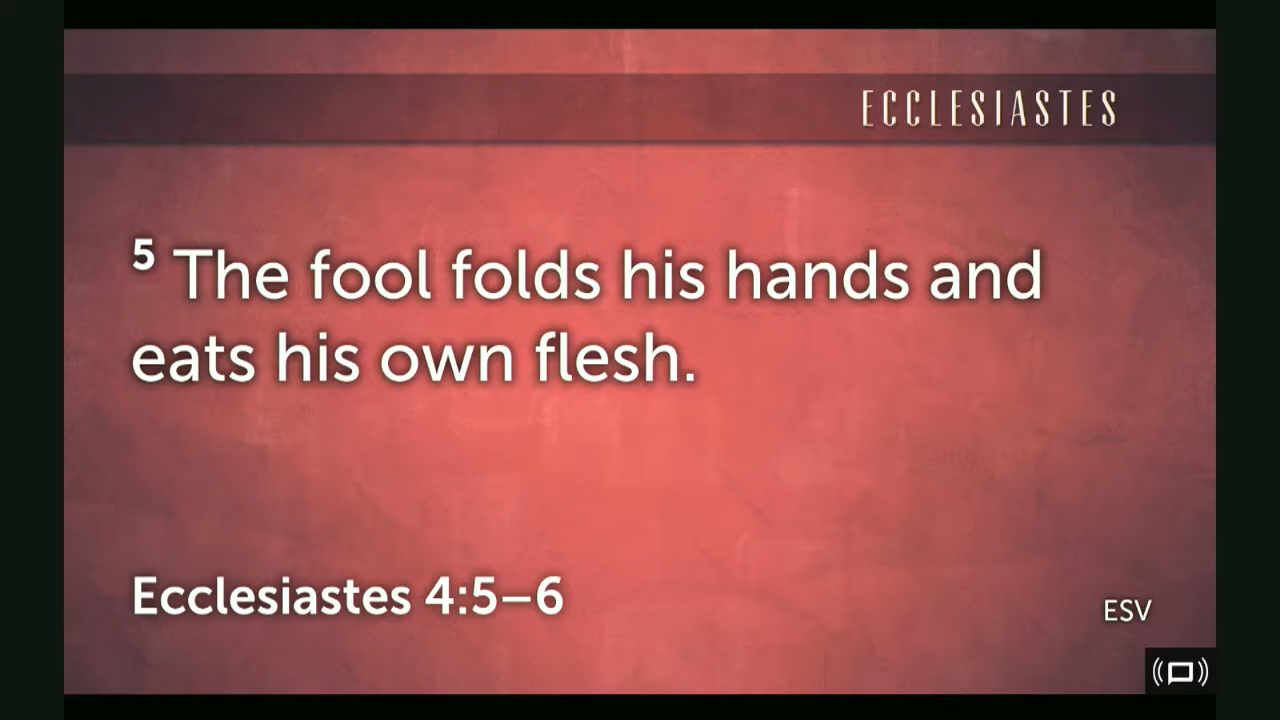 ECCLESIASTES
5 The fool folds his hands and
eats his own flesh.
Ecclesiastes 4:5–6
ESV